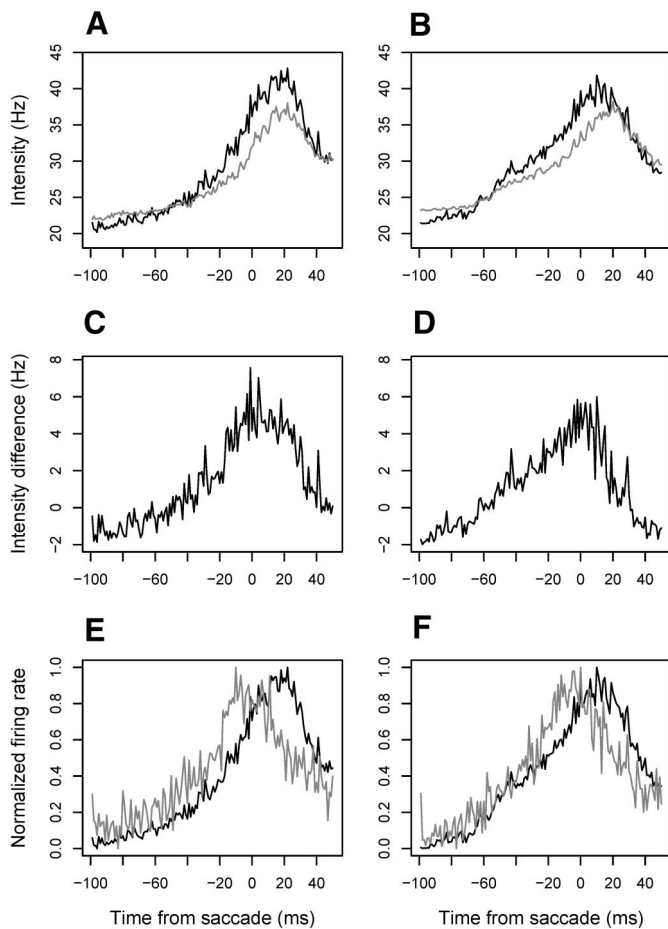 A
B
Intensity (Hz)
20 25 30 35 40 45
20 25 30 35 40 45
−100 −60 −20 0 20 40
−100 −60 −20 0 20 40
C
D
Intensity difference (Hz)
−2 0 2 4 6 8
−2 0 2 4 6 8
−100 −60 −20 0 20 40
−100 −60 −20 0 20 40
E
F
Normalized firing rate
0.0 0.2 0.4 0.6 0.8 1.0
0.0 0.2 0.4 0.6 0.8 1.0
−100 −60 −20 0 20 40
−100 −60 −20 0 20 40
Time from saccade (ms)
Time from saccade (ms)